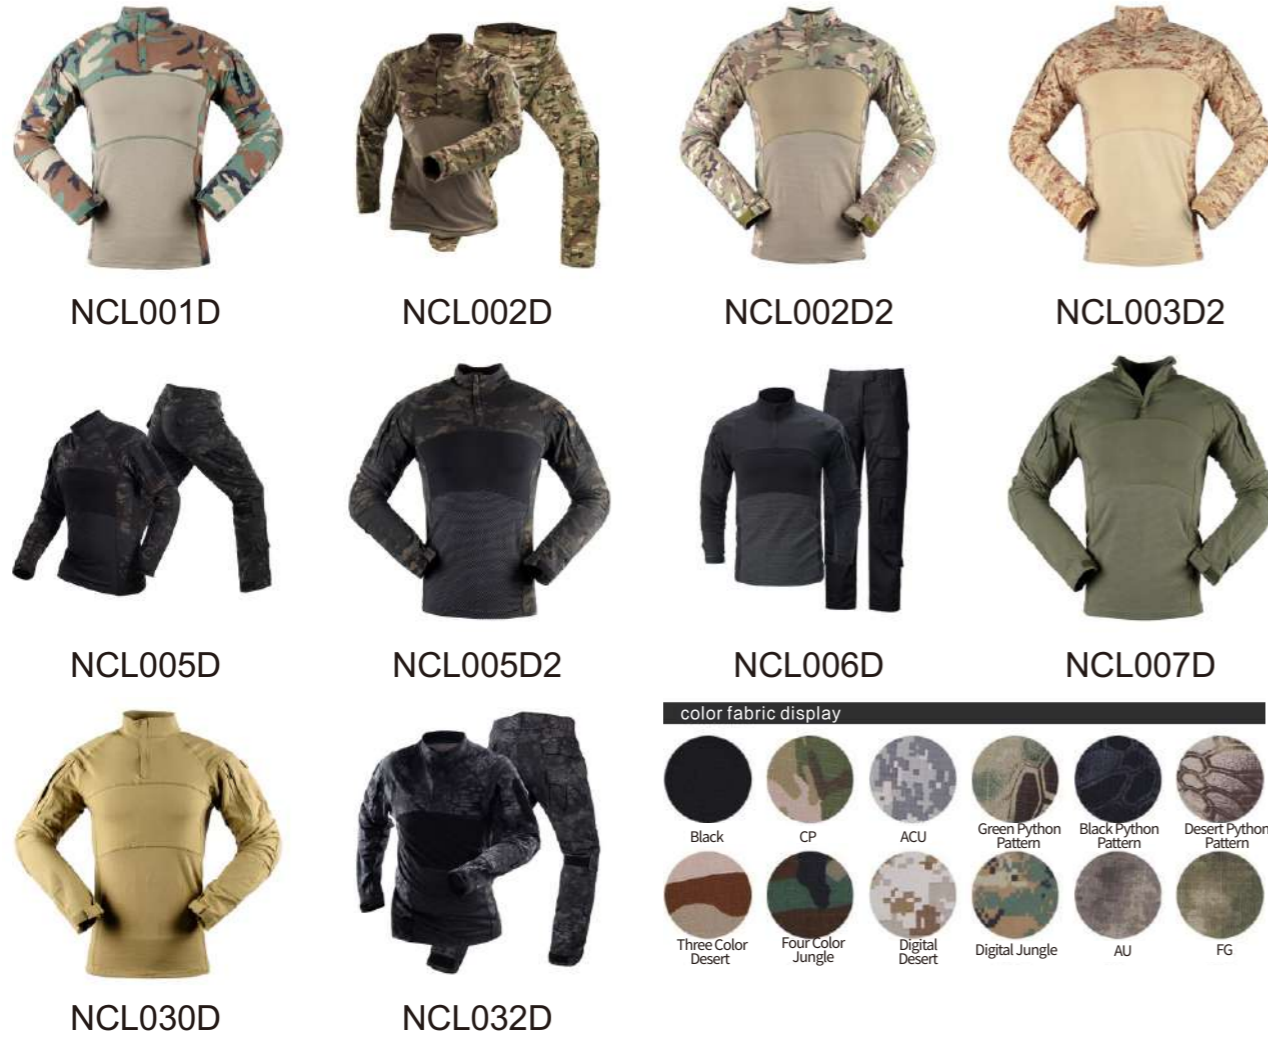 NCL001D
NCL002D
NCL002D2
NCL003D2
NCL005D
NCL005D2
NCL006D
NCL007D
NCL030D
NCL032D
color fabric display
Black
CP
ACU
Green Python
Pattern
Black Python
Pattern
Desert Python
Pattern
Three Color
Desert
Four Color
Jungle
Digital
Desert
Digital Jungle
AU
FG